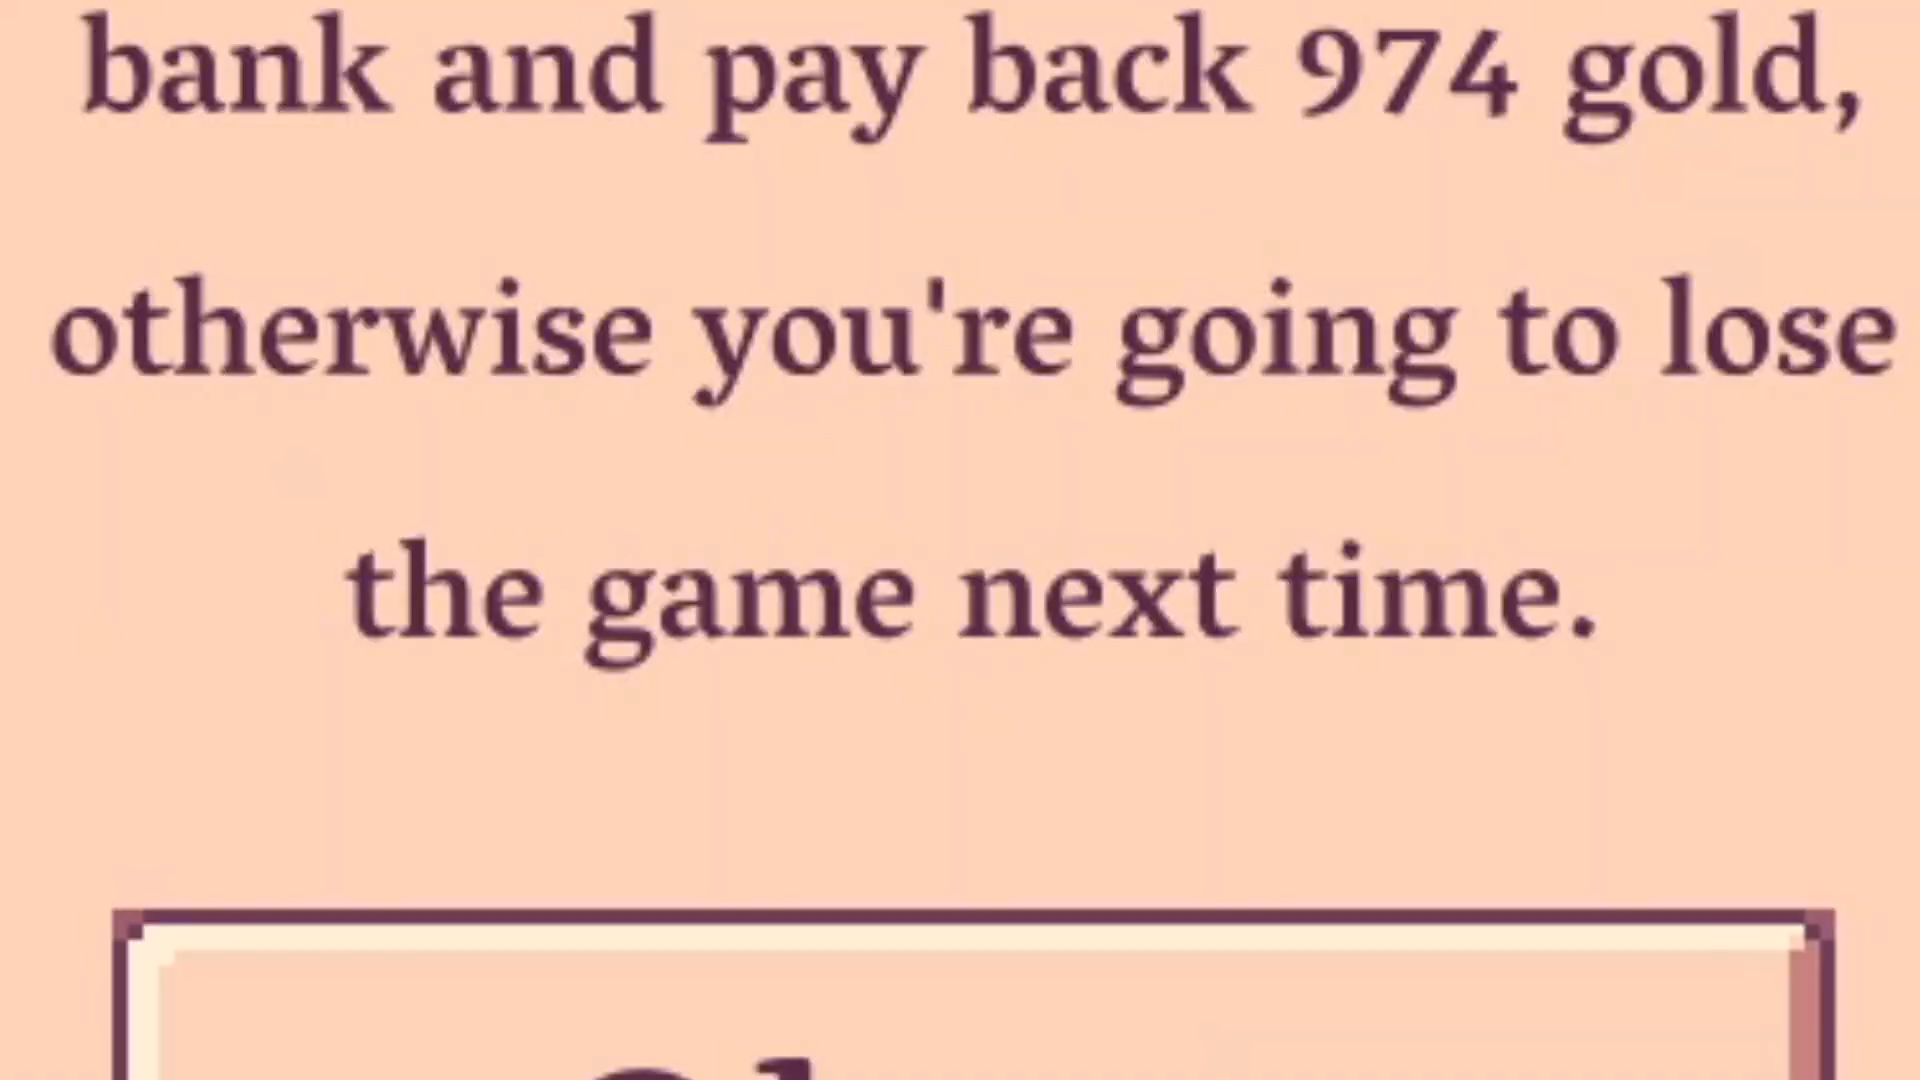 bank and pay back 974 gold,
otherwise you're going to lose
the game next time.